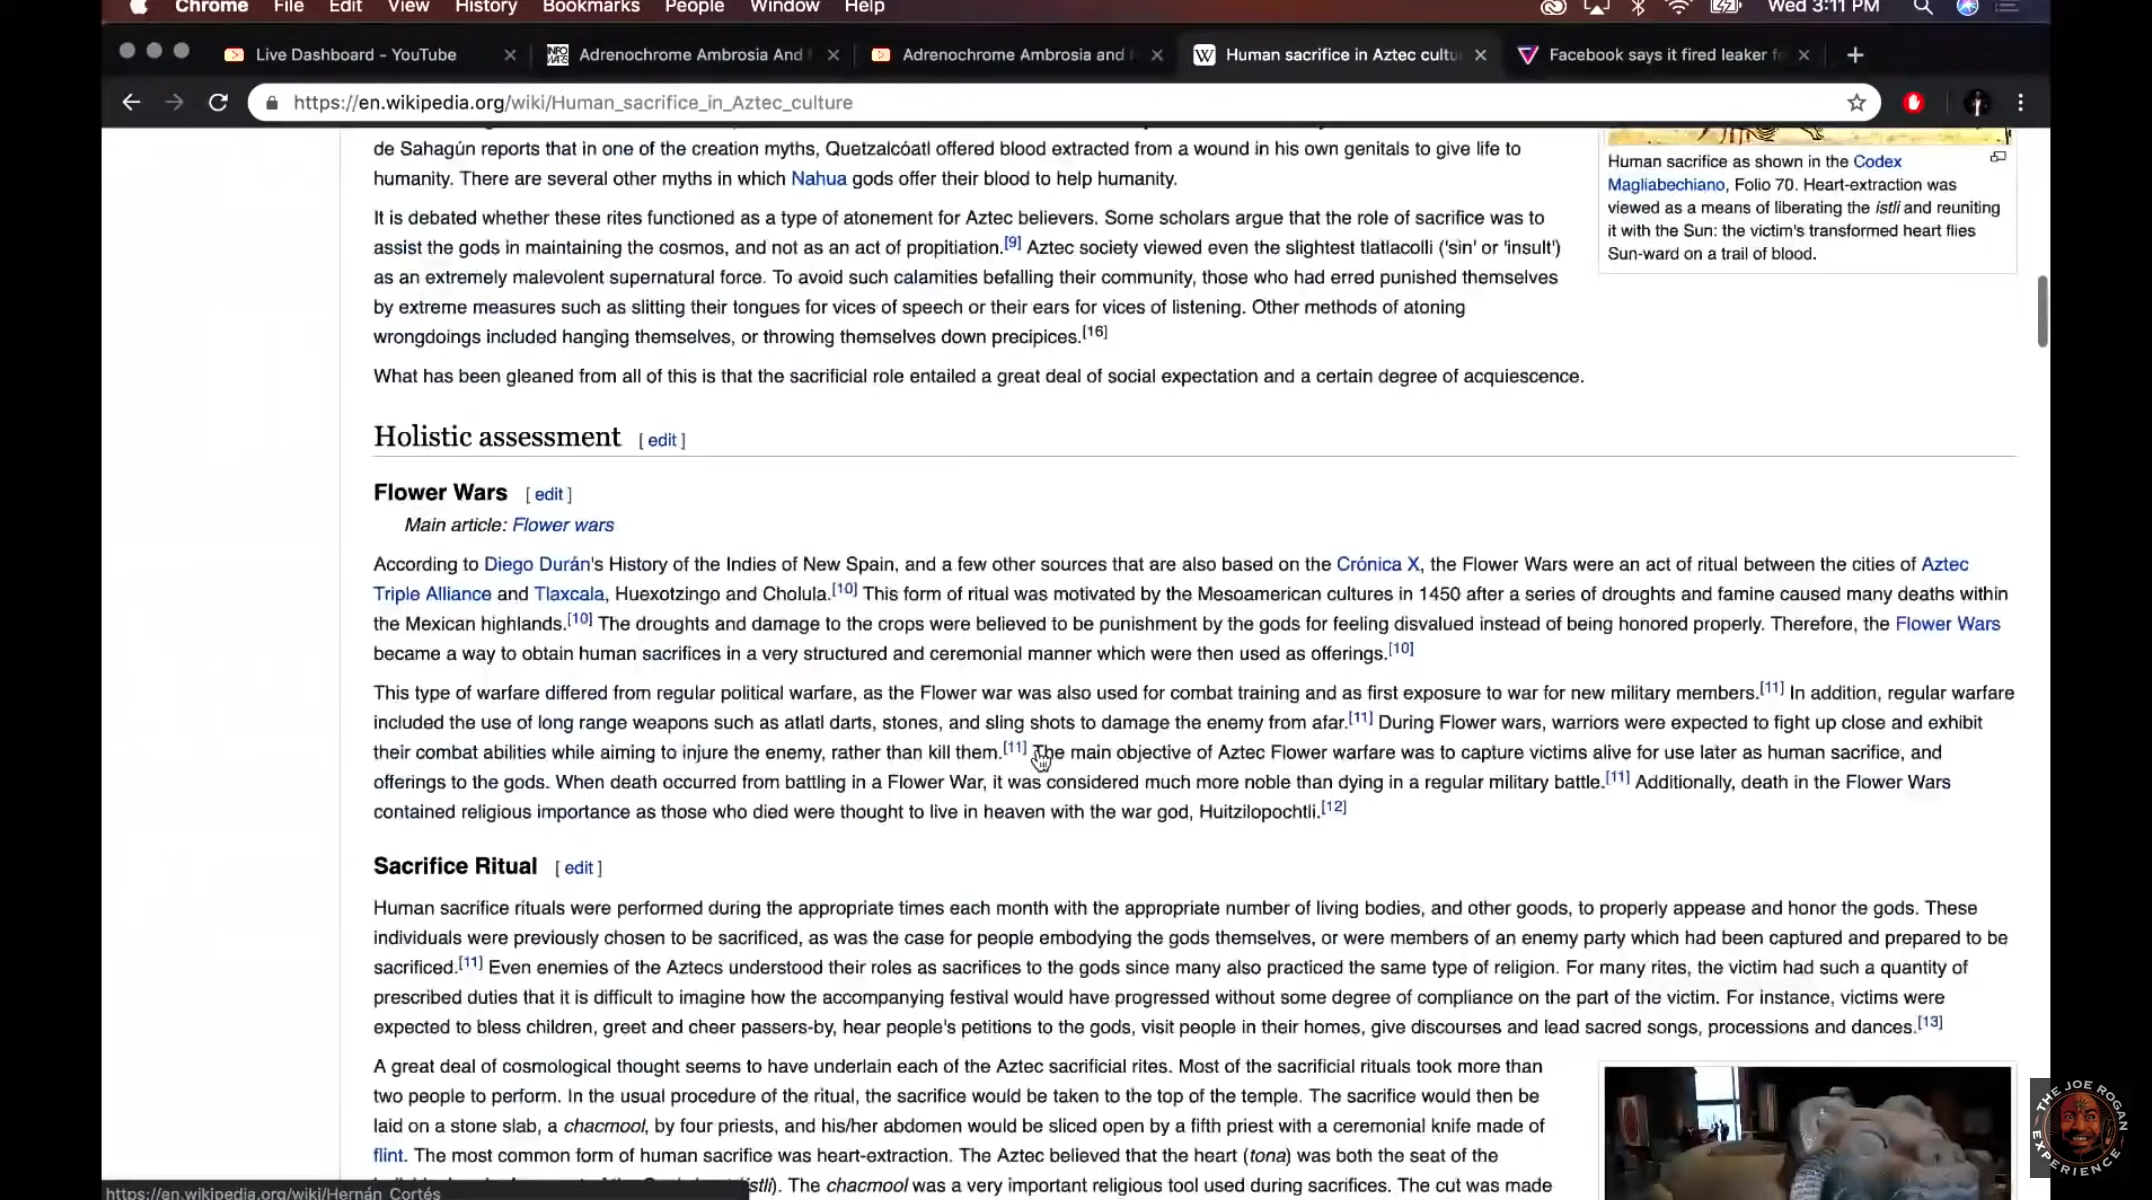 Chrome File Edit View History Bookmarks People Window Help Wed 3:11 PM
Live Dashboard - YouTube
INFO WARS
Adrenochrome Ambrosia And
Adrenochrome Ambrosia and
W
Human sacrifice in Aztec cultu
Facebook says it fired leaker fo
https://en.wikipedia.org/wiki/Human_sacrifice_in_Aztec_culture
de Sahagún reports that in one of the creation myths, Quetzalcóatl offered blood extracted from a wound in his own genitals to give life to
humanity. There are several other myths in which Nahua gods offer their blood to help humanity.
Human sacrifice as shown in the Codex
Magliabechiano, Folio 70. Heart-extraction was
viewed as a means of liberating the istli and reuniting
it with the Sun: the victim's transformed heart flies
Sun-ward on a trail of blood.
It is debated whether these rites functioned as a type of atonement for Aztec believers. Some scholars argue that the role of sacrifice was to
assist the gods in maintaining the cosmos, and not as an act of propitiation.[9] Aztec society viewed even the slightest tlatlacolli ('sin' or 'insult')
as an extremely malevolent supernatural force. To avoid such calamities befalling their community, those who had erred punished themselves
by extreme measures such as slitting their tongues for vices of speech or their ears for vices of listening. Other methods of atoning
wrongdoings included hanging themselves, or throwing themselves down precipices.[16]
What has been gleaned from all of this is that the sacrificial role entailed a great deal of social expectation and a certain degree of acquiescence.
Holistic assessment [ edit ]
Flower Wars [ edit ]
Main article: Flower wars
According to Diego Durán's History of the Indies of New Spain, and a few other sources that are also based on the Crónica X, the Flower Wars were an act of ritual between the cities of Aztec
Triple Alliance and Tlaxcala, Huexotzingo and Cholula.[10] This form of ritual was motivated by the Mesoamerican cultures in 1450 after a series of droughts and famine caused many deaths within
the Mexican highlands.[10] The droughts and damage to the crops were believed to be punishment by the gods for feeling disvalued instead of being honored properly. Therefore, the Flower Wars
became a way to obtain human sacrifices in a very structured and ceremonial manner which were then used as offerings.[10]
This type of warfare differed from regular political warfare, as the Flower war was also used for combat training and as first exposure to war for new military members.[11] In addition, regular warfare
included the use of long range weapons such as atlatl darts, stones, and sling shots to damage the enemy from afar.[11] During Flower wars, warriors were expected to fight up close and exhibit
their combat abilities while aiming to injure the enemy, rather than kill them.[11] The main objective of Aztec Flower warfare was to capture victims alive for use later as human sacrifice, and
offerings to the gods. When death occurred from battling in a Flower War, it was considered much more noble than dying in a regular military battle.[11] Additionally, death in the Flower Wars
contained religious importance as those who died were thought to live in heaven with the war god, Huitzilopochtli.[12]
Sacrifice Ritual [ edit ]
Human sacrifice rituals were performed during the appropriate times each month with the appropriate number of living bodies, and other goods, to properly appease and honor the gods. These
individuals were previously chosen to be sacrificed, as was the case for people embodying the gods themselves, or were members of an enemy party which had been captured and prepared to be
sacrificed.[11] Even enemies of the Aztecs understood their roles as sacrifices to the gods since many also practiced the same type of religion. For many rites, the victim had such a quantity of
prescribed duties that it is difficult to imagine how the accompanying festival would have progressed without some degree of compliance on the part of the victim. For instance, victims were
expected to bless children, greet and cheer passers-by, hear people's petitions to the gods, visit people in their homes, give discourses and lead sacred songs, processions and dances.[13]
A great deal of cosmological thought seems to have underlain each of the Aztec sacrificial rites. Most of the sacrificial rituals took more than
two people to perform. In the usual procedure of the ritual, the sacrifice would be taken to the top of the temple. The sacrifice would then be
laid on a stone slab, a chacmool, by four priests, and his/her abdomen would be sliced open by a fifth priest with a ceremonial knife made of
flint. The most common form of human sacrifice was heart-extraction. The Aztec believed that the heart (tona) was both the seat of the
istli). The chacmool was a very important religious tool used during sacrifices. The cut was made
https://en.wikipedia.org/wiki/Hernán_Cortés
THE JOE ROGAN
EXPERIENCE